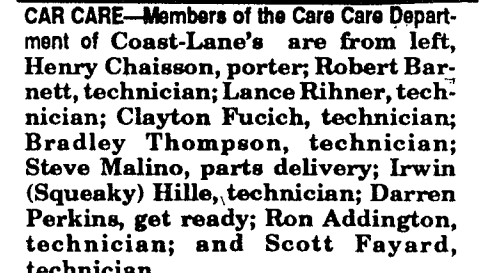 CAR CARE—Members of the Care Care Depart-
ment of Coast-Lane's are from left,
Henry Chaisson, porter; Robert Bar-
nett, technician; Lance Rihner, tech-
nician; Clayton Fucich, technician;
Bradley Thompson, technician;
Steve Malino, parts delivery; Irwin
(Squeaky) Hille, technician; Darren
Perkins, get ready; Ron Addington,
technician; and Scott Fayard,
technician